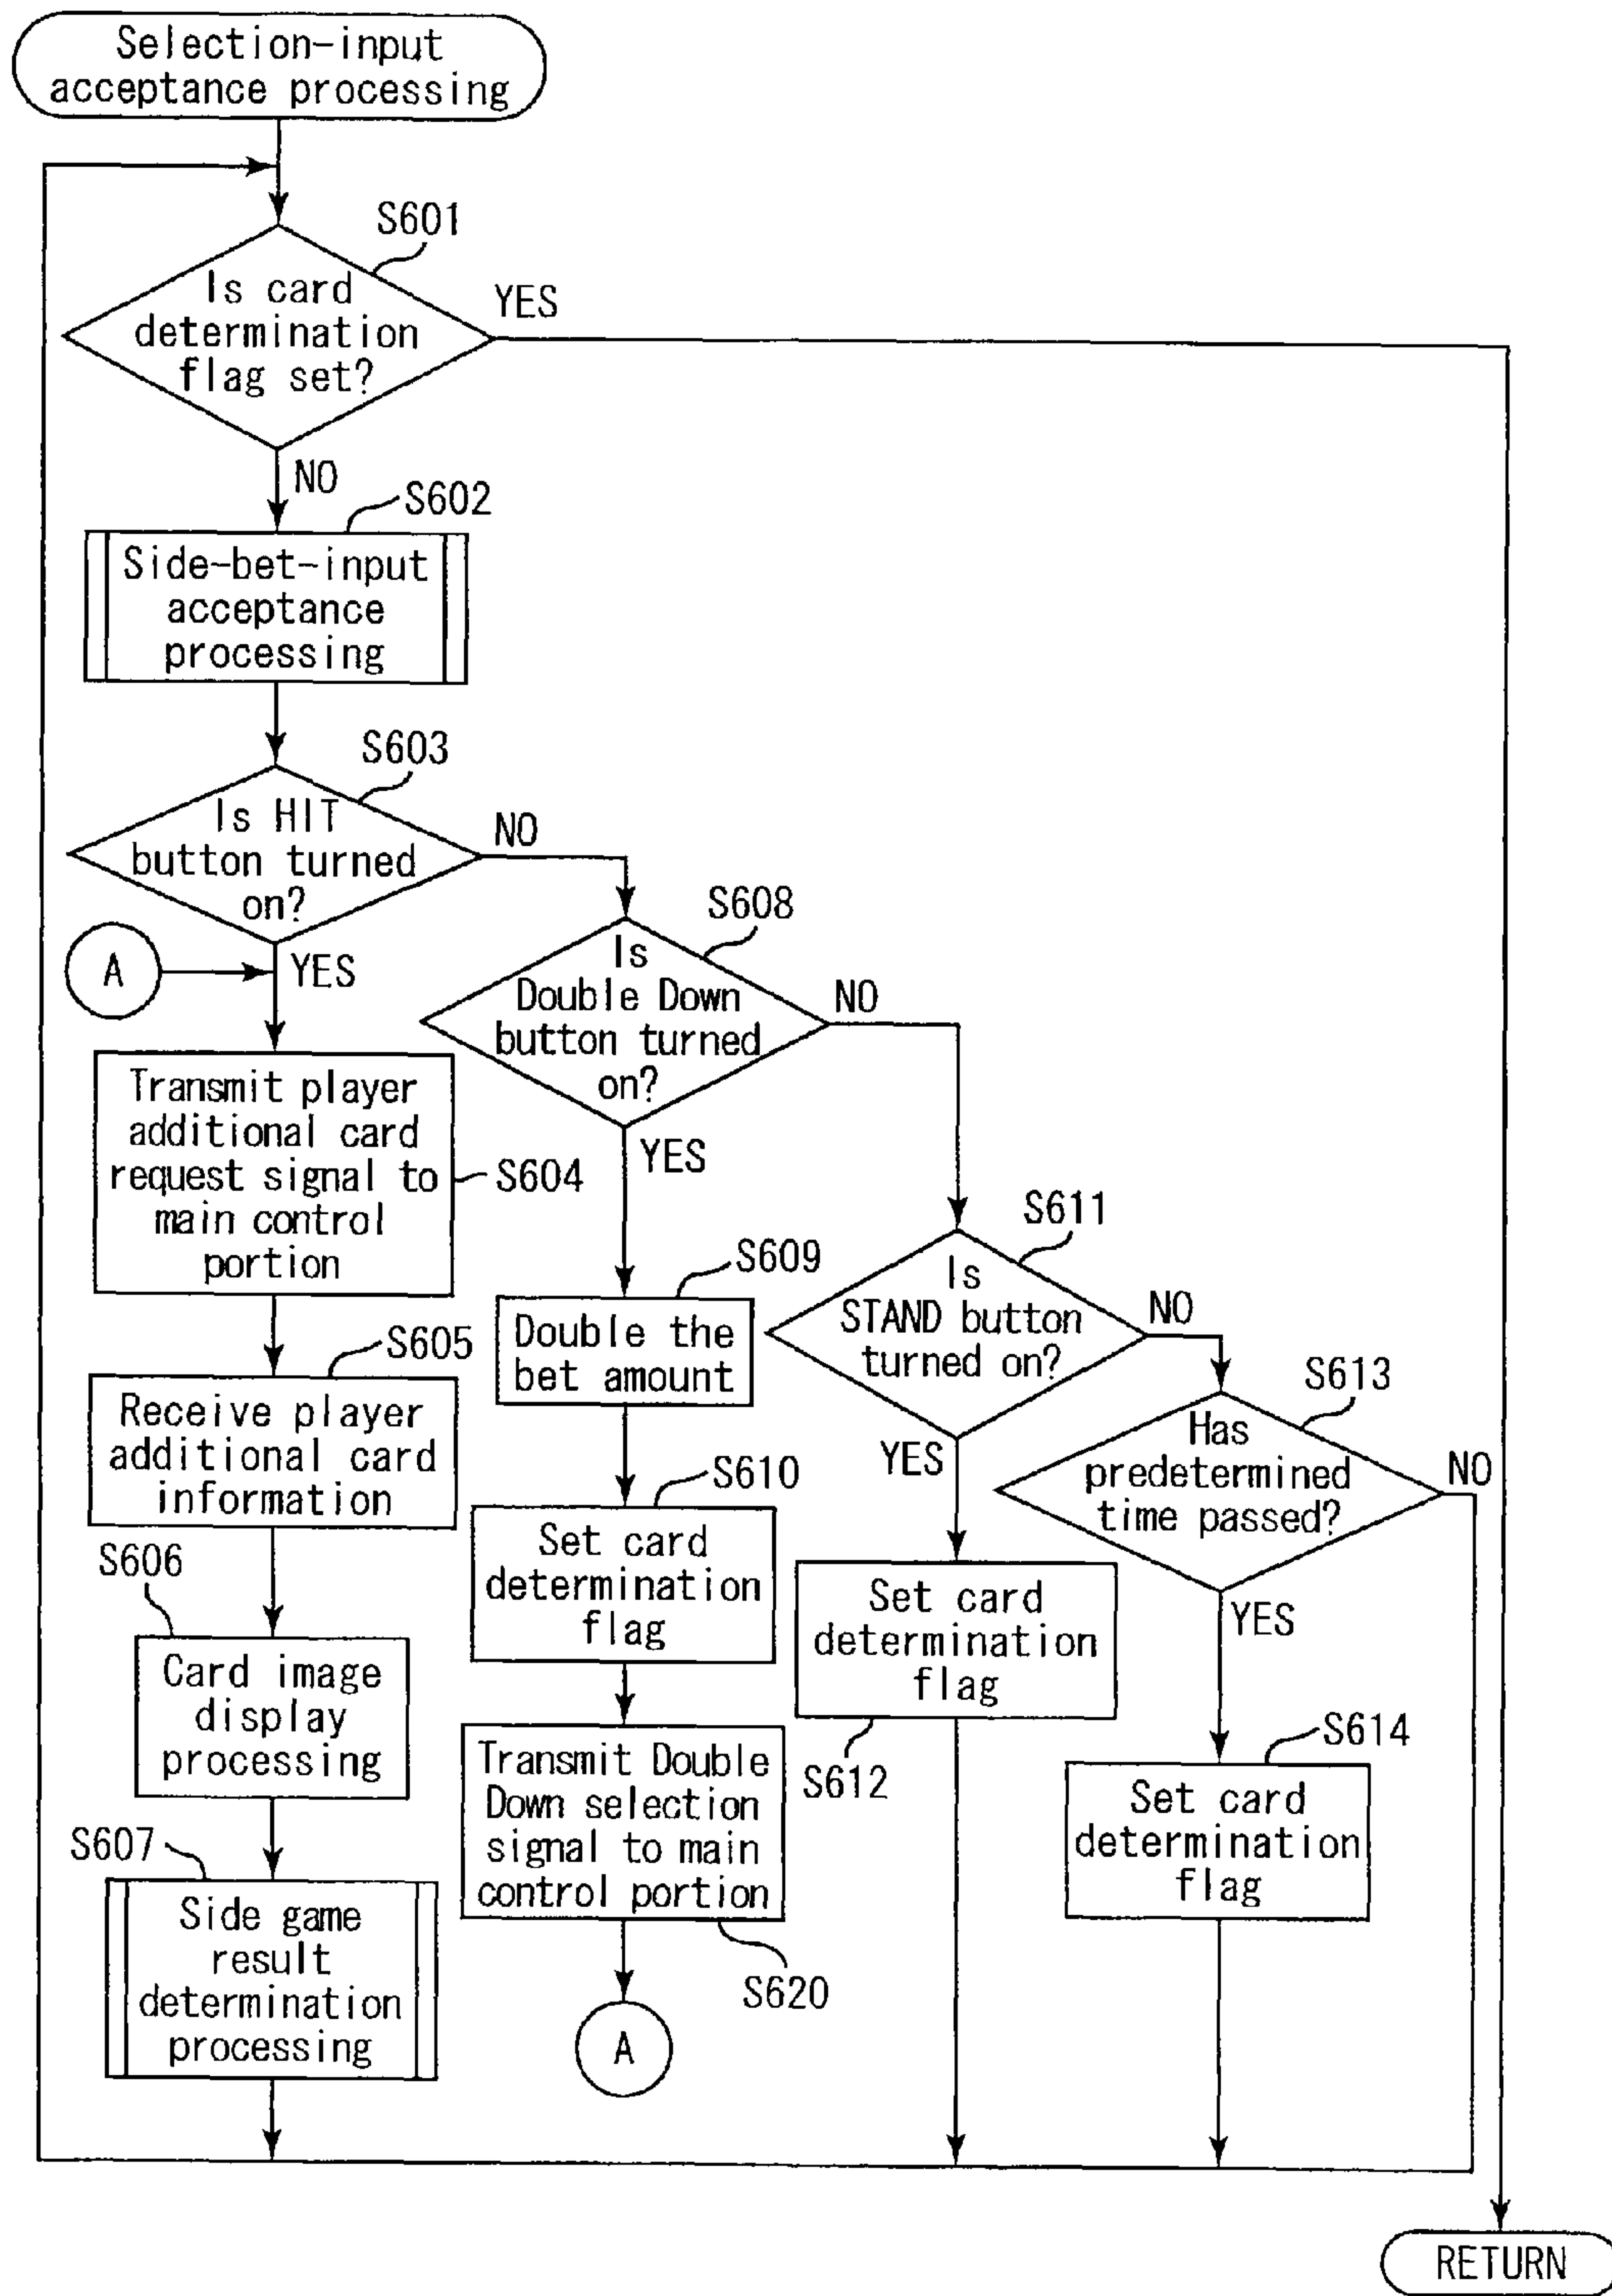 Selection-input
acceptance processing
S601
Is card
determination
flag set?
YES
NO
S602
Side-bet-input
acceptance
processing
S603
Is HIT
button turned
on?
NO
A
YES
S608
Is
Double Down
button turned
on?
NO
YES
Transmit player
additional card
request signal to
main control
portion
S604
S611
Is
STAND button
turned on?
NO
YES
S609
Double the
bet amount
S605
Receive player
additional card
information
S613
Has
predetermined
time passed?
NO
YES
S610
Set card
determination
flag
S606
Card image
display
processing
Set card
determination
flag
S612
Transmit Double
Down selection
signal to main
control portion
S620
S614
Set card
determination
flag
S607
Side game
result
determination
processing
A
RETURN